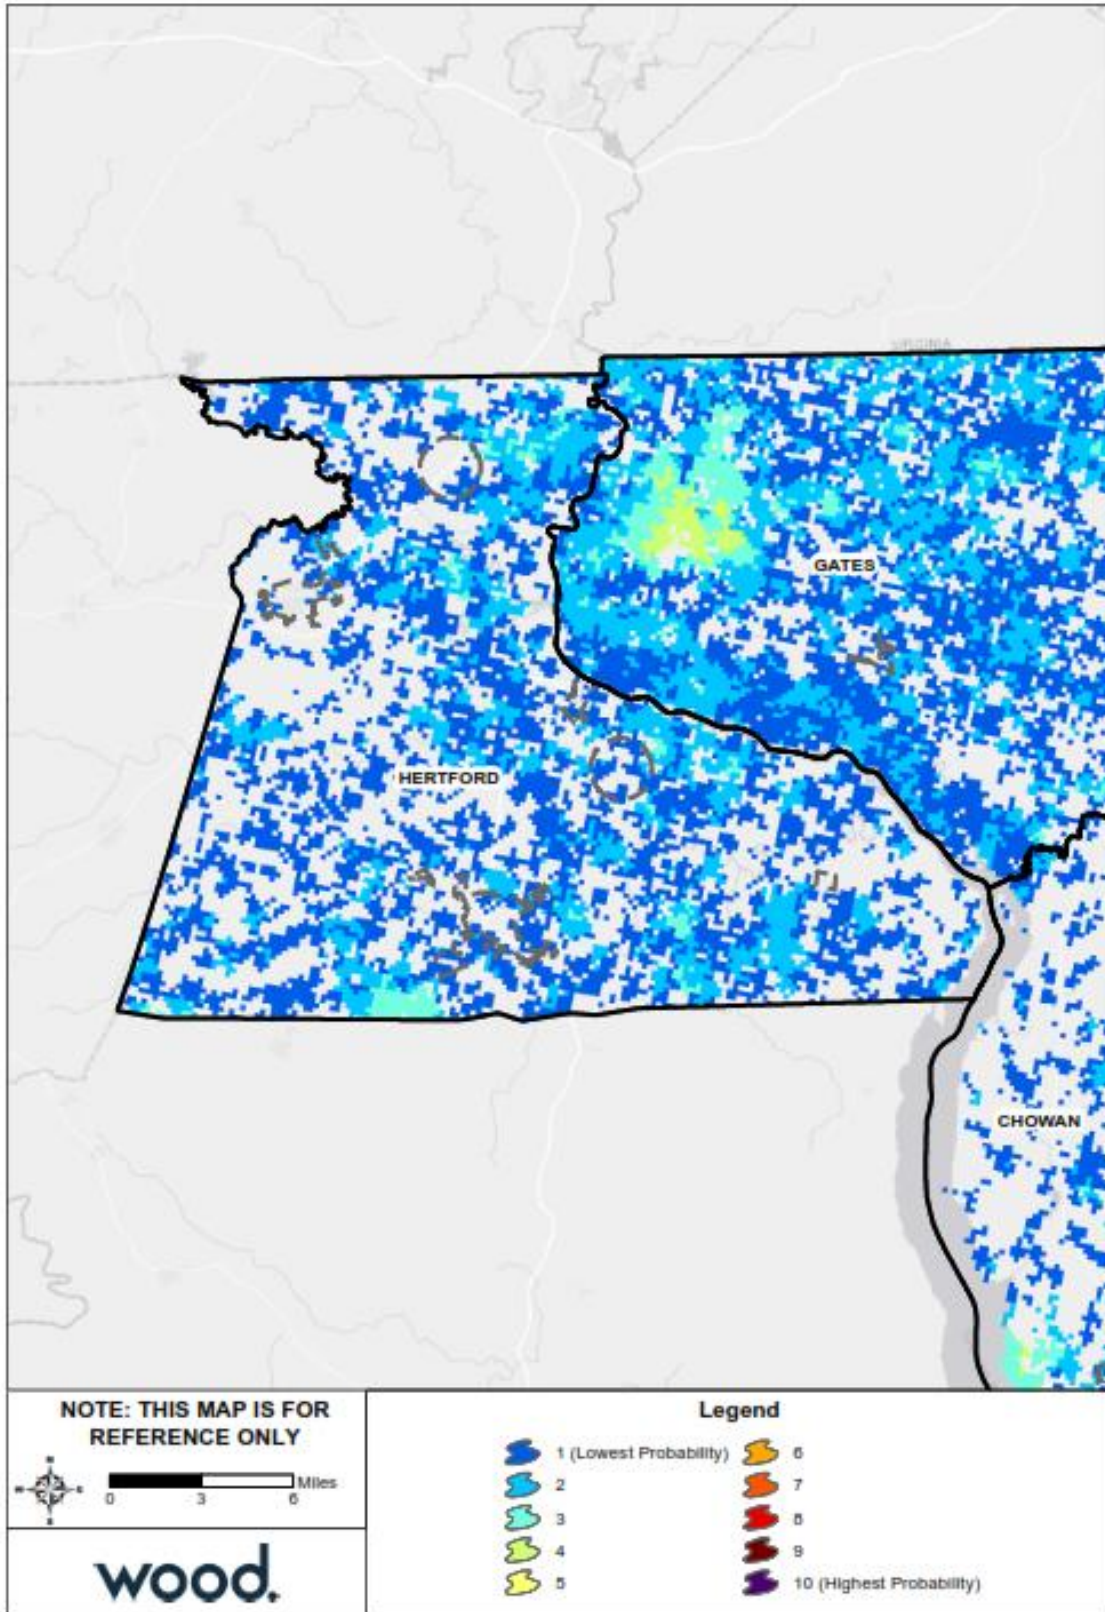 VIRGINIA
GATES
HERTFORD
CHOWAN
NOTE: THIS MAP IS FOR
REFERENCE ONLY
Miles
0 3 6
wood.
Legend
1 (Lowest Probability)
2
3
4
5
6
7
8
9
10 (Highest Probability)